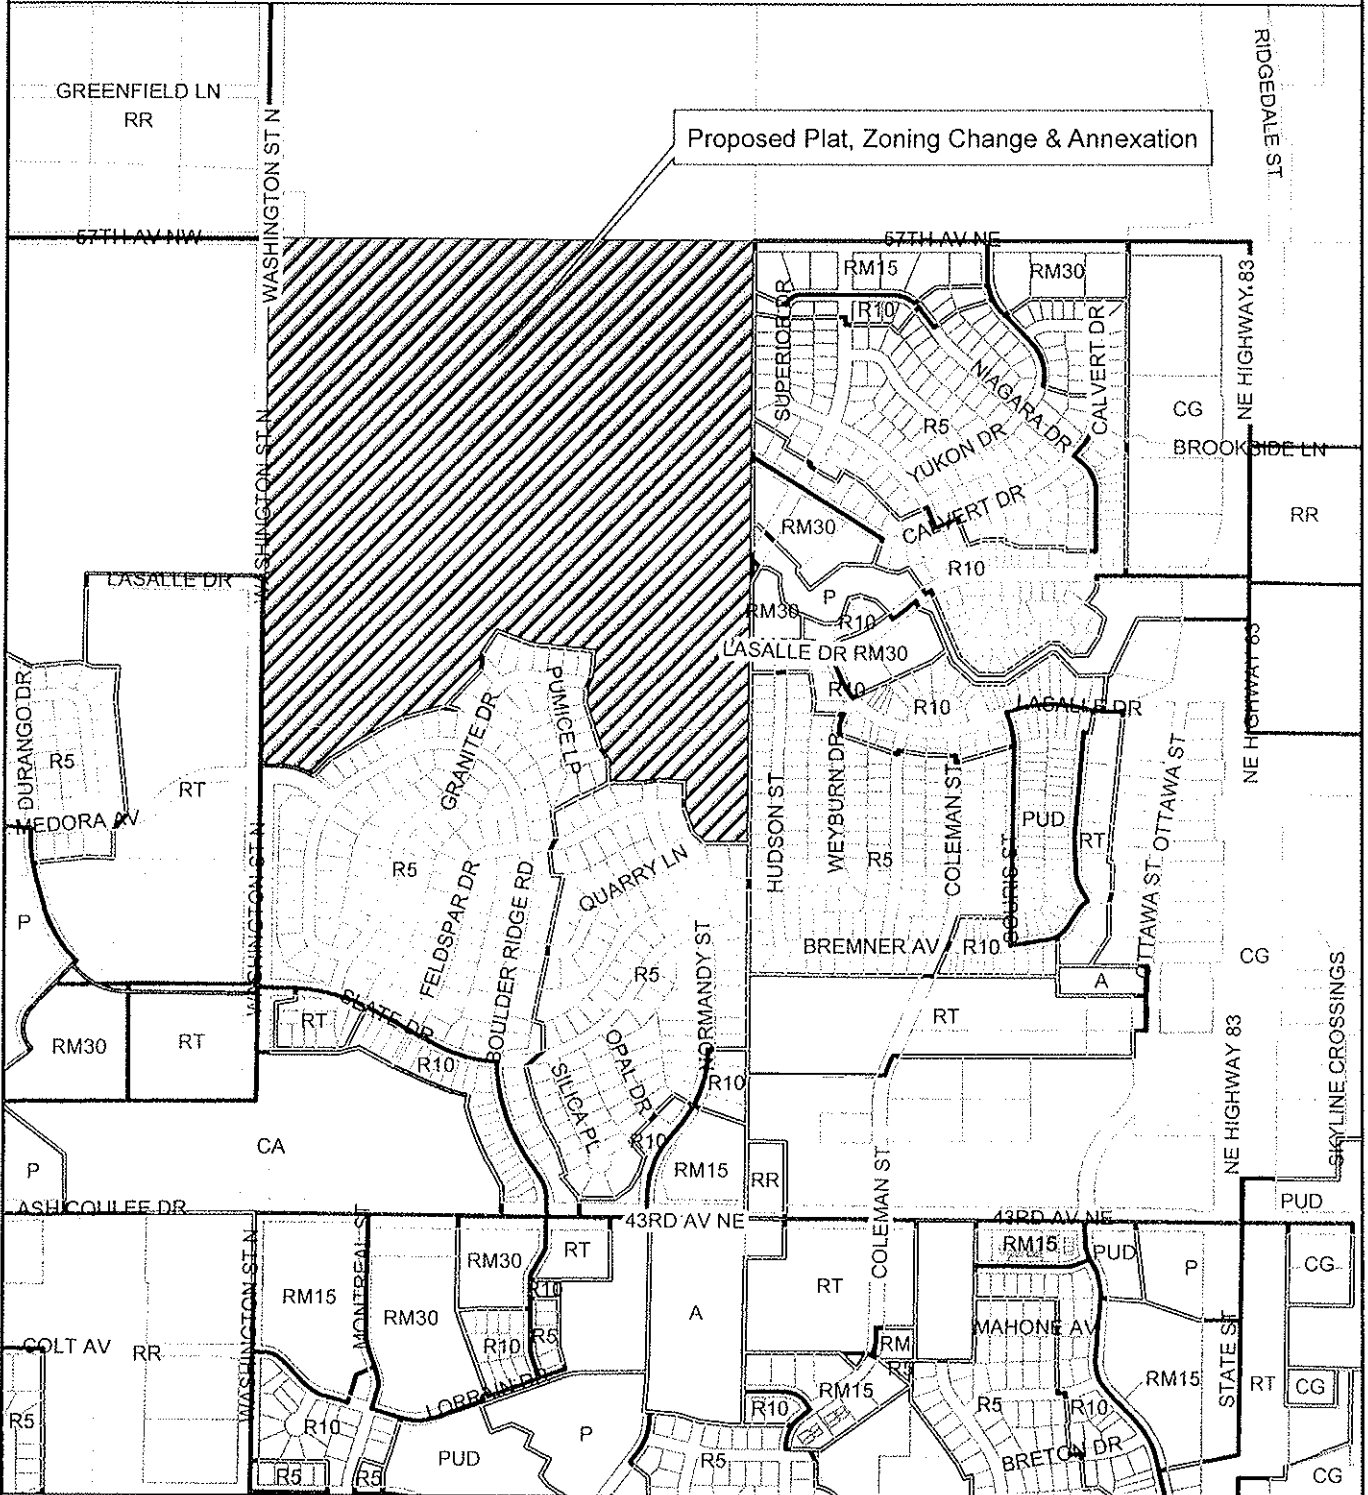 GREENFIELD LN
RR
WASHINGTON ST N
RIDGEDALE ST
Proposed Plat, Zoning Change & Annexation
57TH AV NW
57TH AV NE
RM15
RM30
R10
SUPERIOR DR
NIAGARA DR
CALVERT DR
NE HIGHWAY 83
CG
R5
YUKON DR
BROOKSIDE LN
WASHINGTON ST N
RM30
CALVERT DR
RR
R10
LASALLE DR
P
RM30
R10
LASALLE DR
RM30
NE HIGHWAY 83
R10
R10
LASALLE DR
DURANGO DR
R5
RT
MEDORA AV
GRANITE DR
PUMICE LP
HUDSON ST
WEYBURN DR
COLEMAN ST
SOURIS ST
PUD
RT
OTTAWA ST
OTTAWA ST
R5
R5
QUARRY LN
FELDSPAR DR
BOULDER RIDGE RD
WASHINGTON ST N
P
BREMNER AV
R10
CG
R5
NORMANDY ST
A
SKYLINE CROSSINGS
RM30
RT
RT
SLATE DR
R10
OPAL DR
SILICA PL
R10
RT
NE HIGHWAY 83
R10
CA
P
RM15
RR
COLEMAN ST
PUD
ASH COULEE DR
43RD AV NE
43RD AV NE
WASHINGTON ST N
MONTREAL ST
RM15
RM30
RM30
RT
R10
R5
R10
A
RT
RM15
PUD
P
CG
COLT AV
RR
MAHONE AV
RM
RT
STATE ST
RM15
RT
CG
LORRAIN DR
RM15
R10
R5
R10
R5
R10
BRETON DR
R5
R5
PUD
P
R5
CG